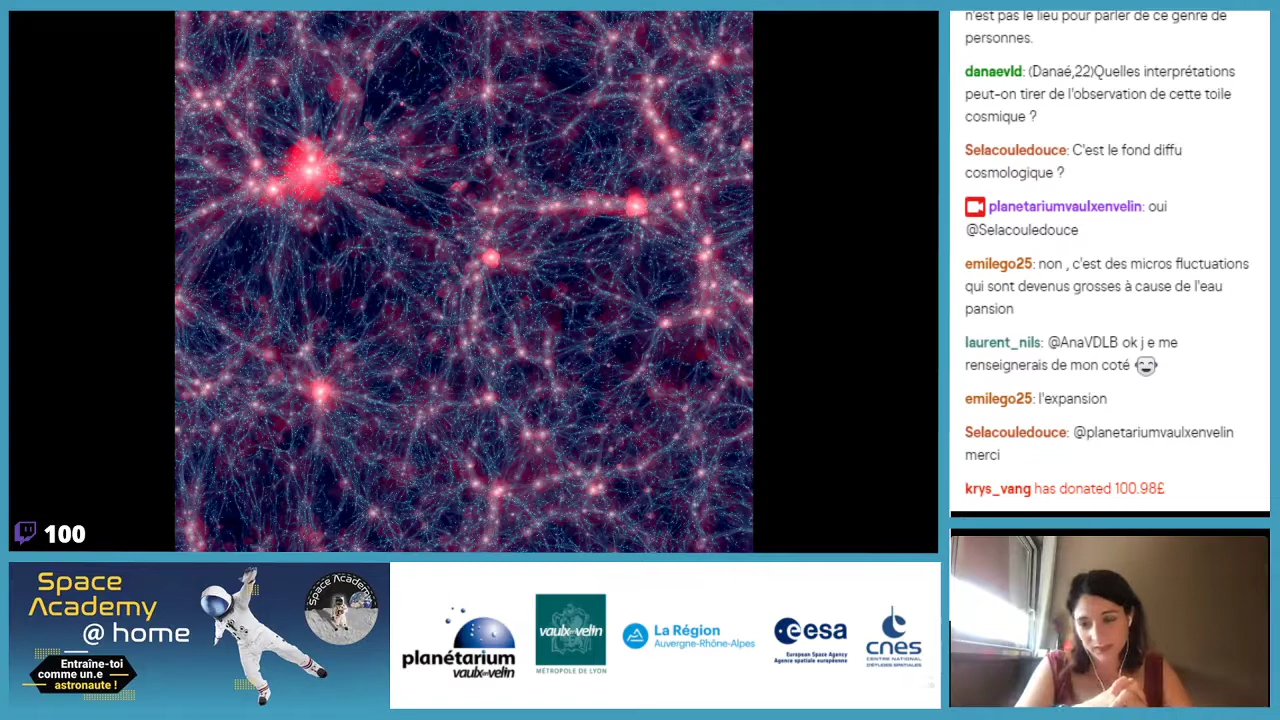 n'est pas le lieu pour parler de ce genre de
personnes.
danaevld: (Danaé,22)Quelles interprétations
peut-on tirer de l'observation de cette toile
cosmique ?
Selacouledouce: C'est le fond diffu
cosmologique ?
planetariumvaulxenvelin: oui
@Selacouledouce
emilego25: non , c'est des micros fluctuations
qui sont devenus grosses à cause de l'eau
pansion
laurent_nils: @AnaVDLB ok j e me
renseignerais de mon coté
emilego25: l'expansion
Selacouledouce: @planetariumvaulxenvelin
merci
krys_vang has donated 100.98£
100
Space
Academy
@ home
Entraîne-toi
comme un.e
astronaute !
Space Academy
planétarium
vaulx en velin
vaulx en velin
MÉTROPOLE DE LYON
La Région
Auvergne-Rhône-Alpes
esa
European Space Agency
Agence spatiale européenne
cnes
CENTRE NATIONAL
D'ÉTUDES SPATIALES